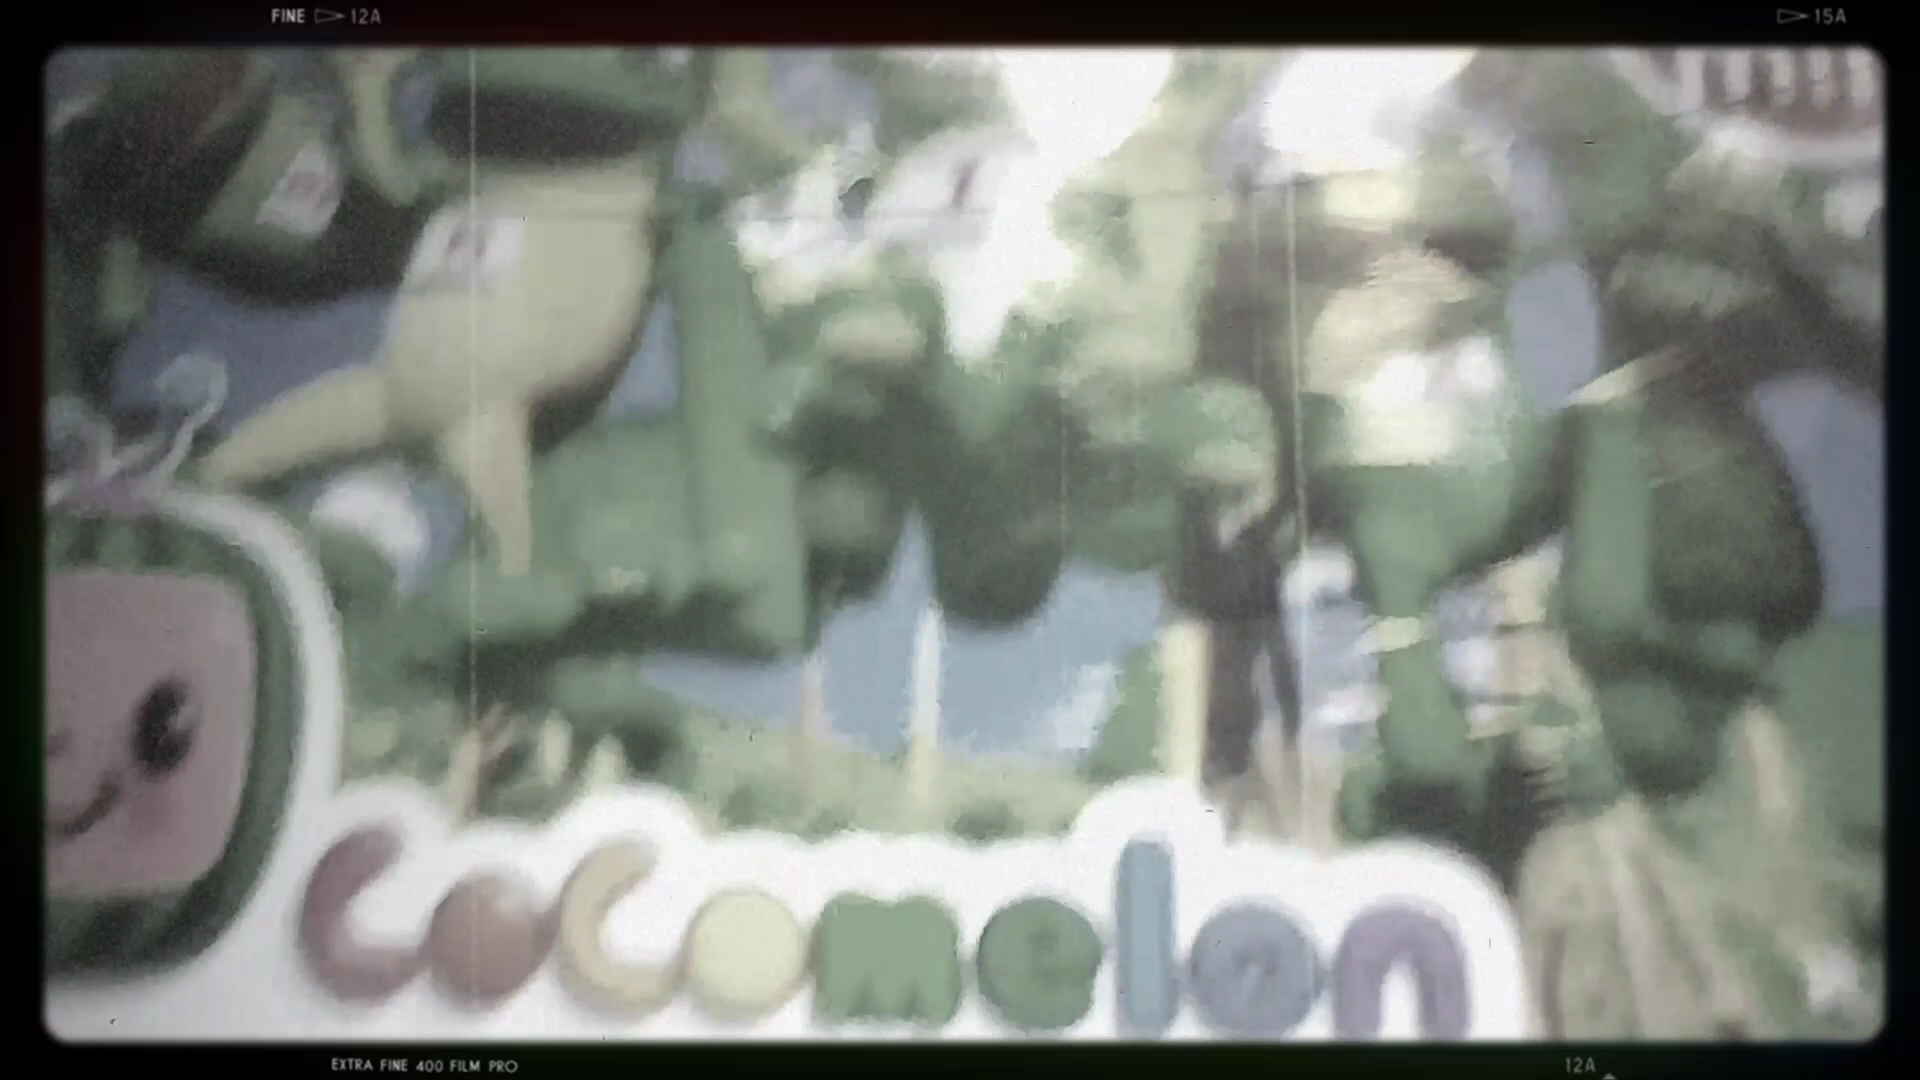 FINE 12A
15A
cocomelon
EXTRA FINE 400 FILM PRO
12A